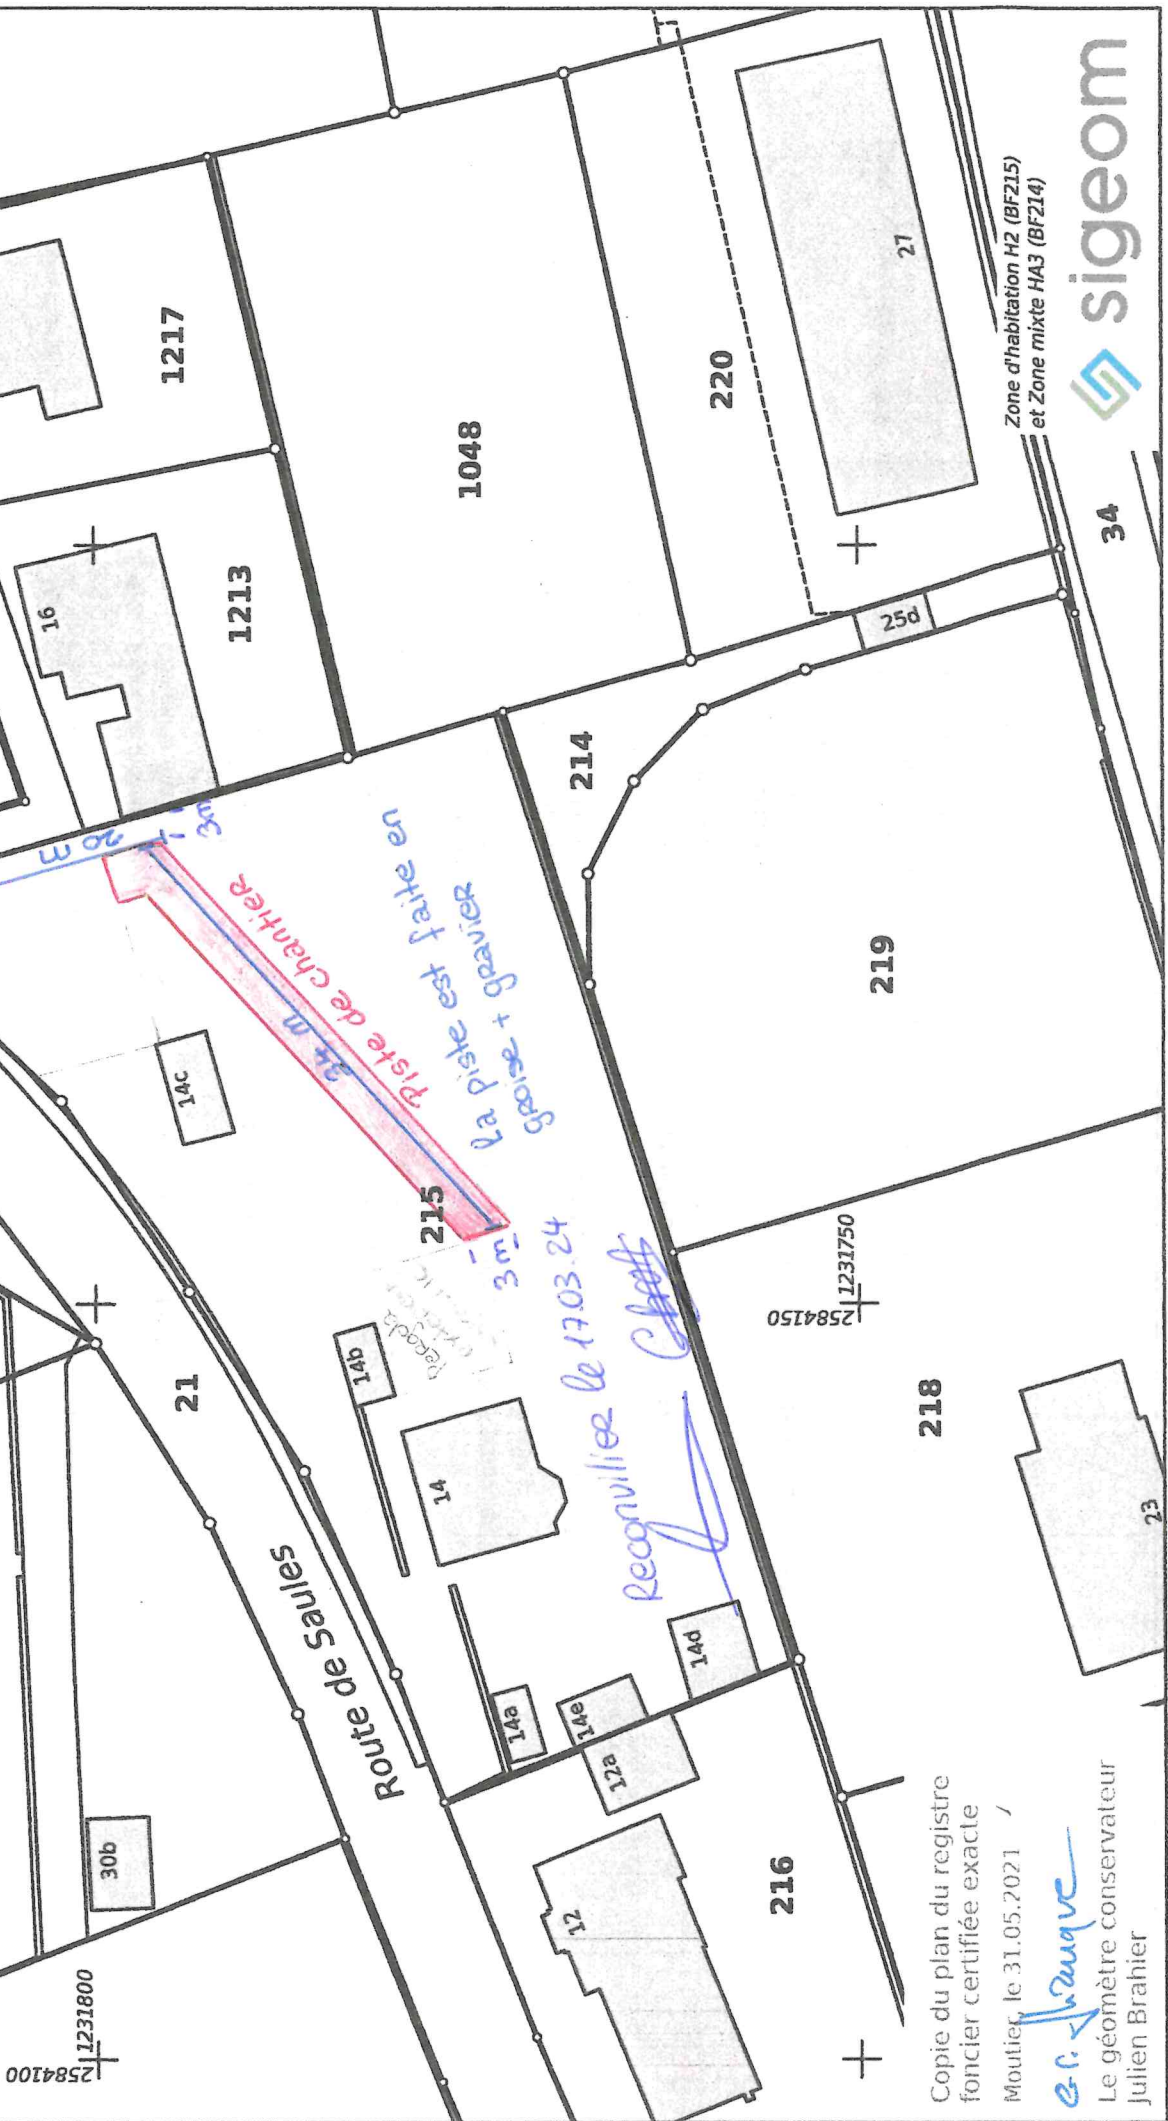 2584100
1231800
30b
21
Route de Saules
16
1217
1213
1048
220
27
20 m
3m
Piste de chantier
34 m
La Piste est faite en
groise + gravier
14c
215
3 m
14b
14
14a
14e
12a
14d
12
216
214
25d
219
34
218
23
2584150
1231750
Reconvilier le 17.03.24
Zone d'habitation H2 (BF215)
et Zone mixte HA3 (BF214)
sigeom
Copie du plan du registre
foncier certifiée exacte
Moutier, le 31.05.2021
Le géomètre conservateur
Julien Brahier